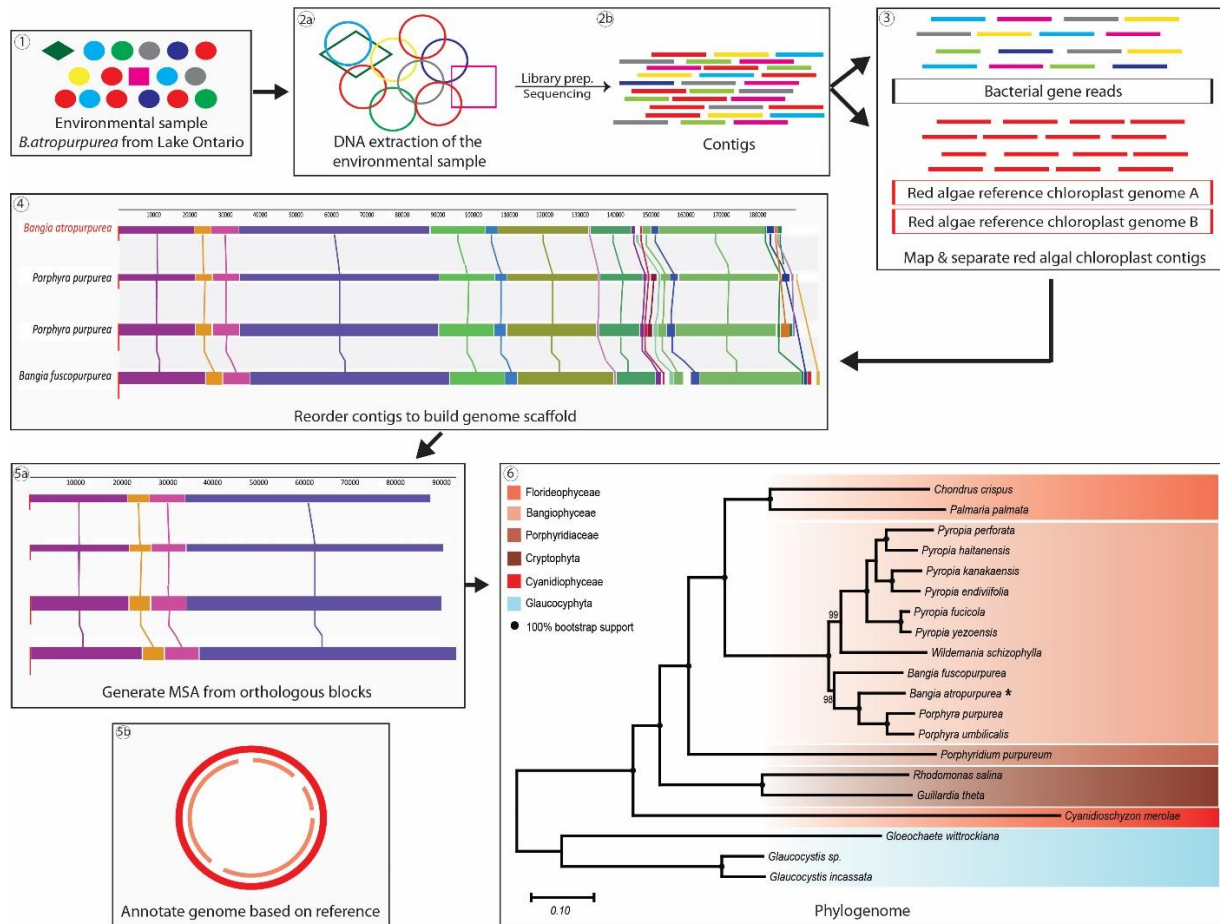 1
Environmental sample
B.atropurpurea from Lake Ontario
2a
DNA extraction of the
environmental sample
Library prep.
Sequencing
2b
Contigs
3
Bacterial gene reads
Red algae reference chloroplast genome A
Red algae reference chloroplast genome B
Map & separate red algal chloroplast contigs
4
10000 20000 30000 40000 50000 60000 70000 80000 90000 100000 110000 120000 130000 140000 150000 160000 170000 180000
Bangia atropurpurea
Porphyra purpurea
Porphyra purpurea
Bangia fuscopurpurea
Reorder contigs to build genome scaffold
5a
10000 20000 30000 40000 50000 60000 70000 80000 90000
Generate MSA from orthologous blocks
5b
Annotate genome based on reference
6
Florideophyceae
Bangiophyceae
Porphyridiaceae
Cryptophyta
Cyanidiophyceae
Glaucocyphyta
100% bootstrap support
Chondrus crispus
Palmaria palmata
Pyropia perforata
Pyropia haitanensis
Pyropia kanakaensis
Pyropia endiviifolia
Pyropia fucicola
99
Pyropia yezoensis
Wildemania schizophylla
Bangia fuscopurpurea
Bangia atropurpurea *
98
Porphyra purpurea
Porphyra umbilicalis
Porphyridium purpureum
Rhodomonas salina
Guillardia theta
Cyanidioschyzon merolae
Gloeochaete wittrockiana
Glaucocystis sp.
Glaucocystis incassata
0.10
Phylogenome